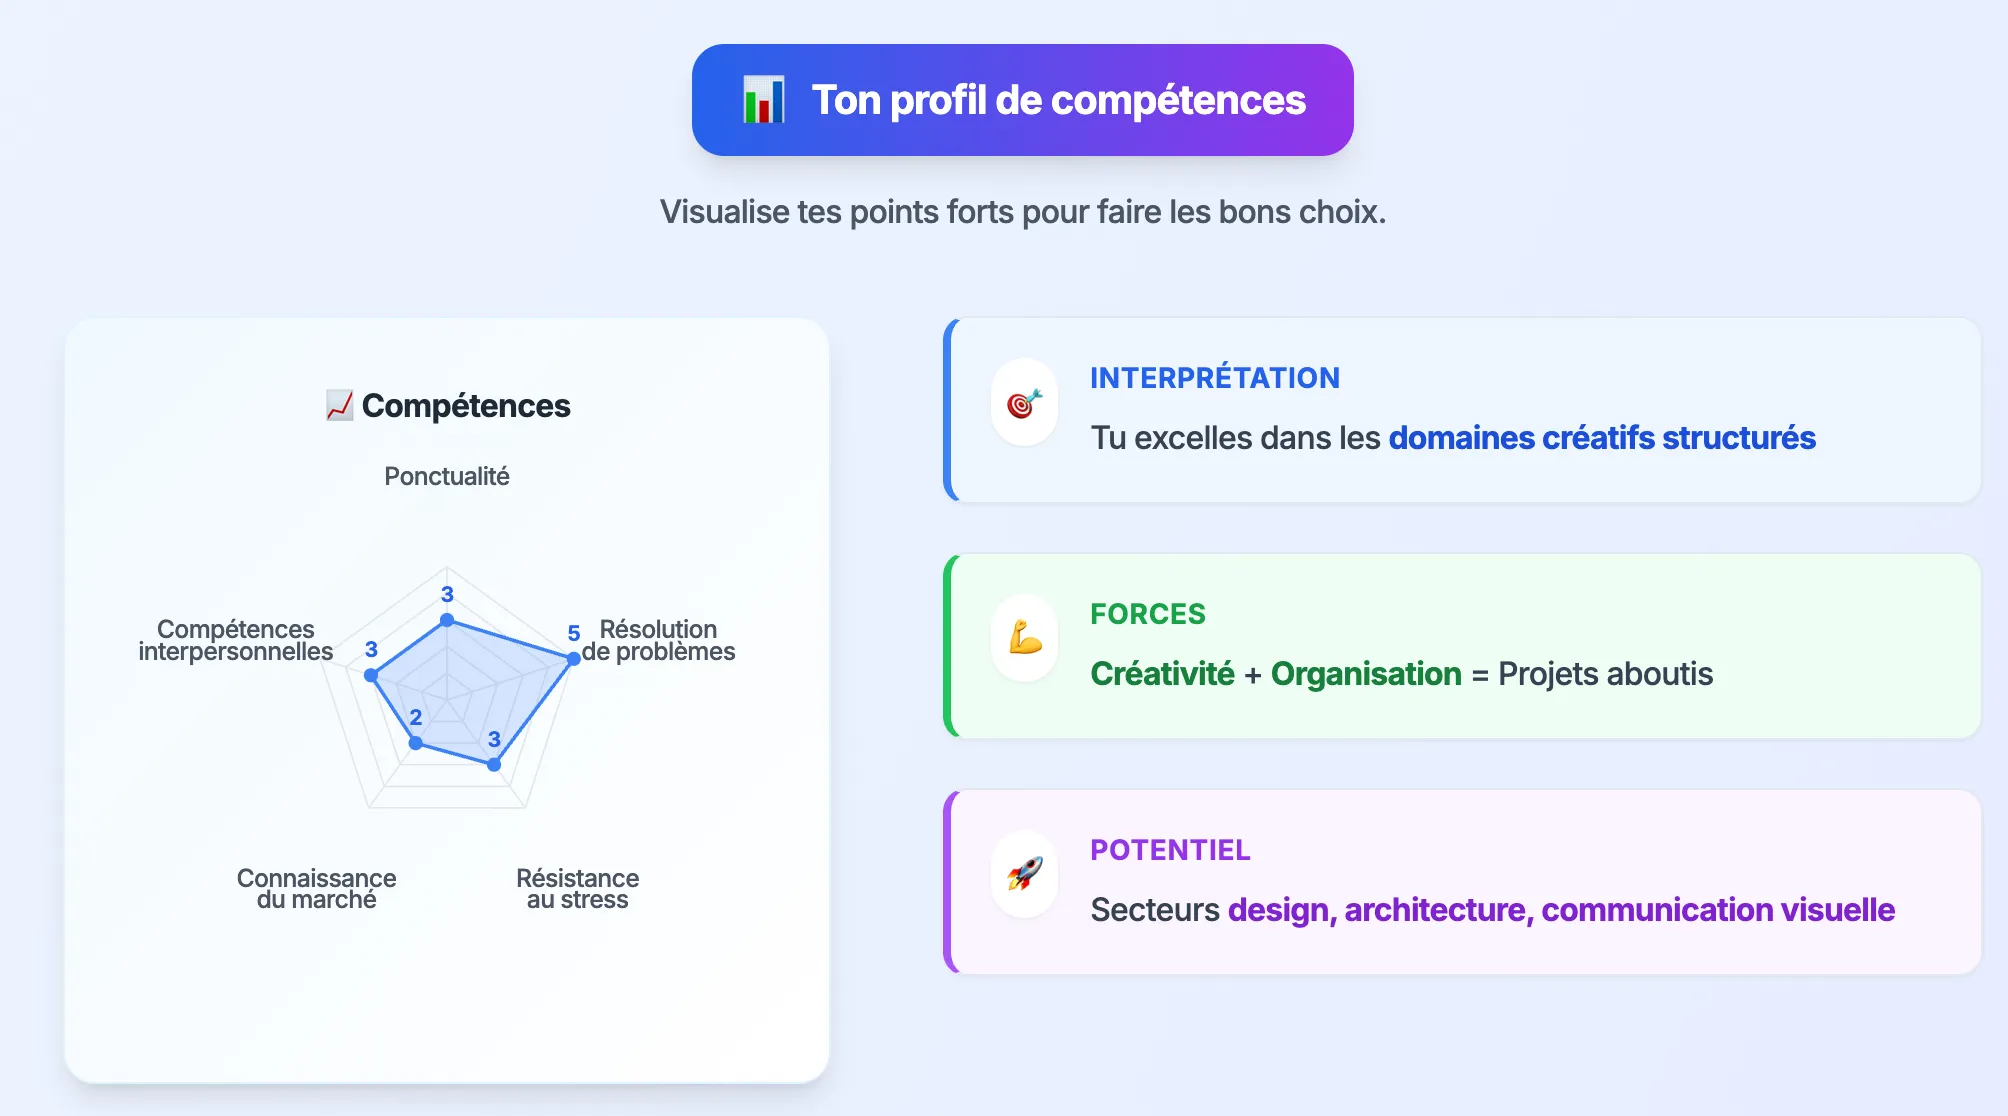 Ton profil de compétences
Visualise tes points forts pour faire les bons choix.
Compétences
Ponctualité
3
Compétences
interpersonnelles
3
5
Résolution
de problèmes
2
3
Connaissance
du marché
Résistance
au stress
INTERPRÉTATION
Tu excelles dans les domaines créatifs structurés
FORCES
Créativité + Organisation = Projets aboutis
POTENTIEL
Secteurs design, architecture, communication visuelle